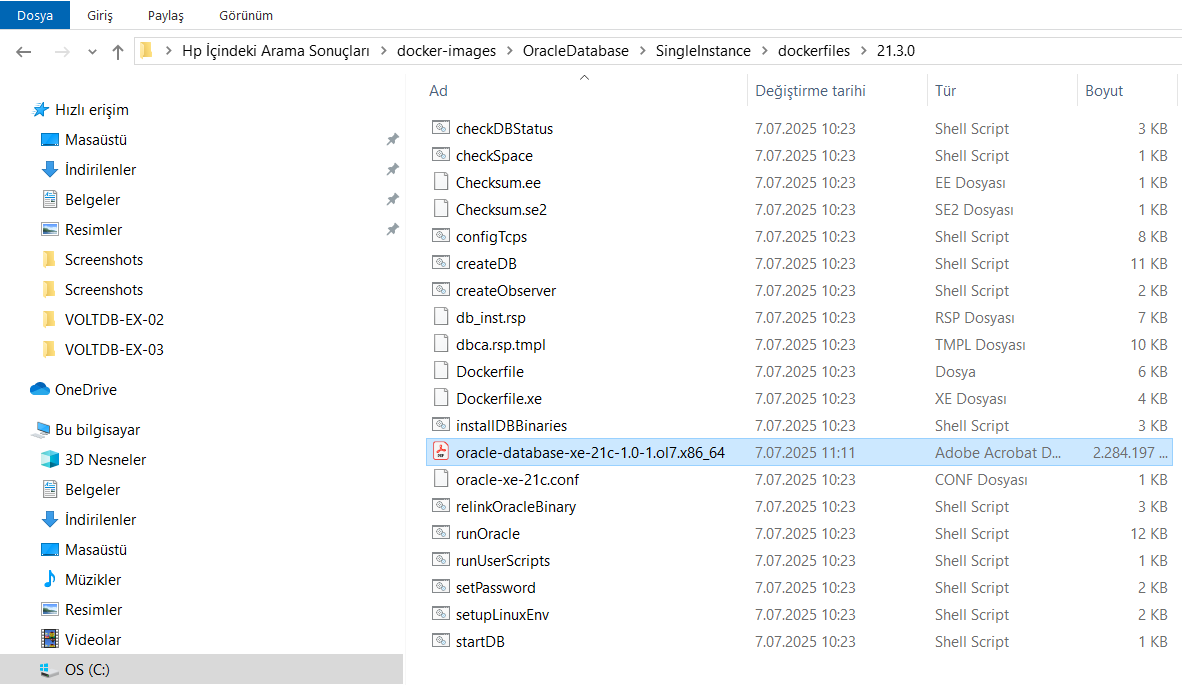 Dosya Giriş Paylaş Görünüm
Hp İçindeki Arama Sonuçları > docker-images > OracleDatabase > SingleInstance > dockerfiles > 21.3.0
Hızlı erişim
Masaüstü
İndirilenler
Belgeler
Resimler
Screenshots
Screenshots
VOLTDB-EX-02
VOLTDB-EX-03
OneDrive
Bu bilgisayar
3D Nesneler
Belgeler
İndirilenler
Masaüstü
Müzikler
Resimler
Videolar
OS (C:)
Ad Değiştirme tarihi Tür Boyut
checkDBStatus 7.07.2025 10:23 Shell Script 3 KB
checkSpace 7.07.2025 10:23 Shell Script 1 KB
Checksum.ee 7.07.2025 10:23 EE Dosyası 1 KB
Checksum.se2 7.07.2025 10:23 SE2 Dosyası 1 KB
configTcps 7.07.2025 10:23 Shell Script 8 KB
createDB 7.07.2025 10:23 Shell Script 11 KB
createObserver 7.07.2025 10:23 Shell Script 2 KB
db_inst.rsp 7.07.2025 10:23 RSP Dosyası 7 KB
dbca.rsp.tmpl 7.07.2025 10:23 TMPL Dosyası 10 KB
Dockerfile 7.07.2025 10:23 Dosya 6 KB
Dockerfile.xe 7.07.2025 10:23 XE Dosyası 4 KB
installDBBinaries 7.07.2025 10:23 Shell Script 3 KB
oracle-database-xe-21c-1.0-1.ol7.x86_64 7.07.2025 11:11 Adobe Acrobat D... 2.284.197 ...
oracle-xe-21c.conf 7.07.2025 10:23 CONF Dosyası 1 KB
relinkOracleBinary 7.07.2025 10:23 Shell Script 3 KB
runOracle 7.07.2025 10:23 Shell Script 12 KB
runUserScripts 7.07.2025 10:23 Shell Script 1 KB
setPassword 7.07.2025 10:23 Shell Script 2 KB
setupLinuxEnv 7.07.2025 10:23 Shell Script 2 KB
startDB 7.07.2025 10:23 Shell Script 1 KB